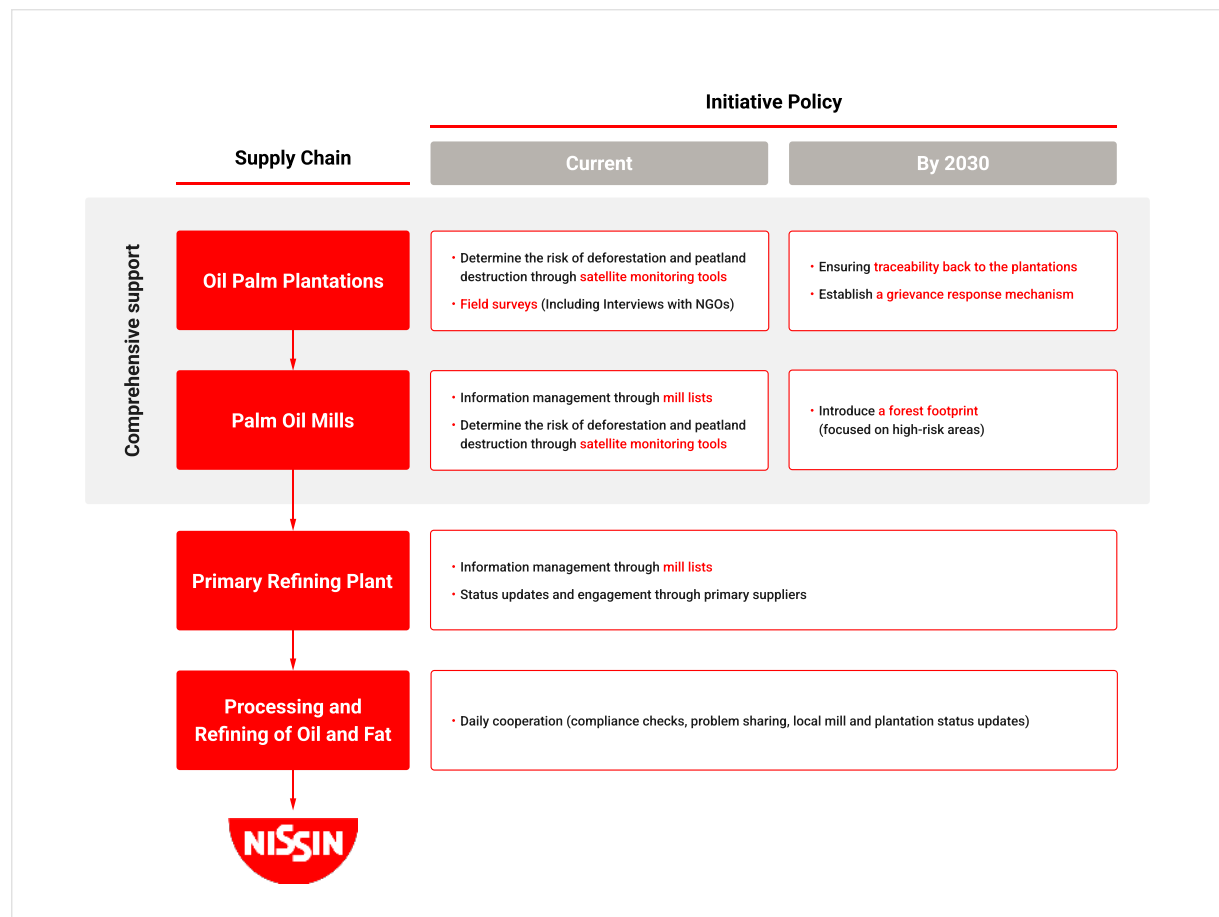 Initiative Policy
Supply Chain
Current
By 2030
Comprehensive support
Oil Palm Plantations
・Determine the risk of deforestation and peatland
destruction through satellite monitoring tools
・Field surveys (Including Interviews with NGOs)
・Ensuring traceability back to the plantations
・Establish a grievance response mechanism
Palm Oil Mills
・Information management through mill lists
・Determine the risk of deforestation and peatland
destruction through satellite monitoring tools
・Introduce a forest footprint
(focused on high-risk areas)
Primary Refining Plant
・Information management through mill lists
・Status updates and engagement through primary suppliers
Processing and
Refining of Oil and Fat
・Daily cooperation (compliance checks, problem sharing, local mill and plantation status updates)
NISSIN